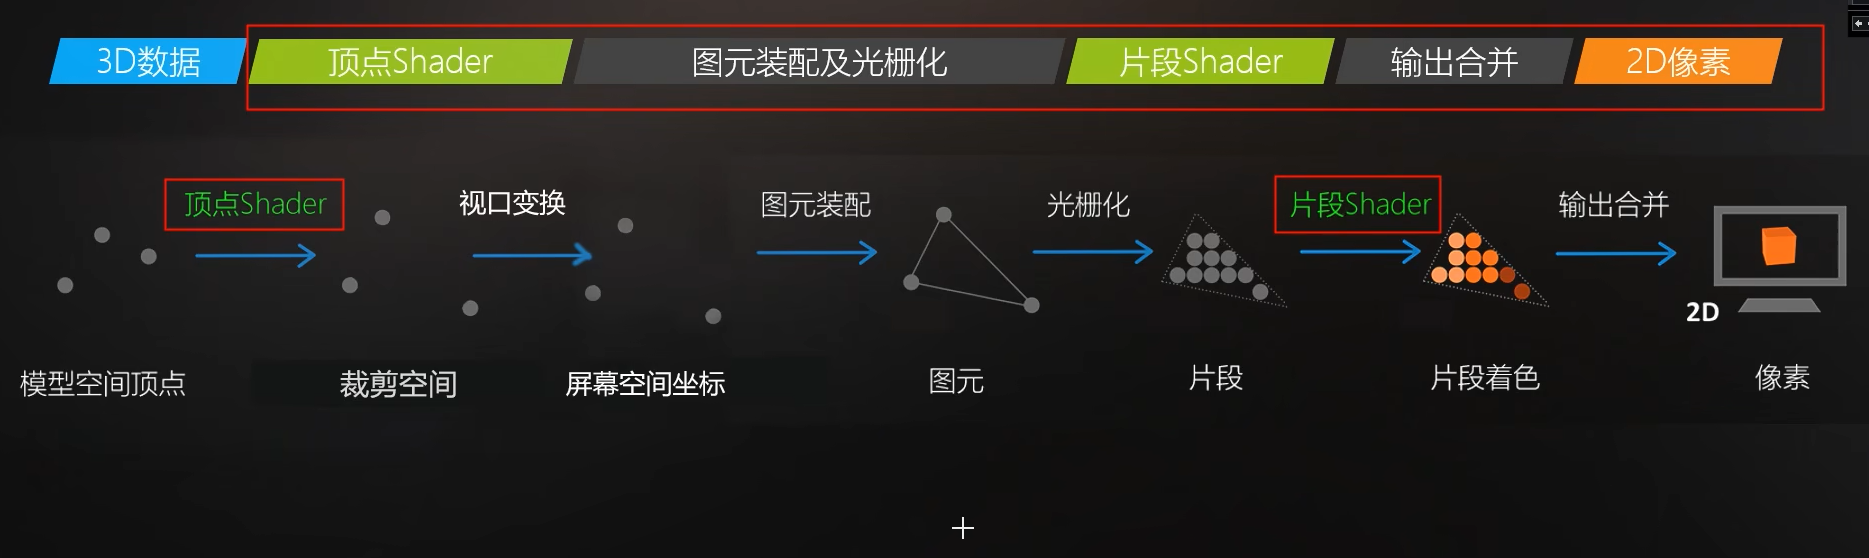 3D数据 顶点Shader 图元装配及光栅化 片段Shader 输出合并 2D像素
顶点Shader 视口变换 图元装配 光栅化 片段Shader 输出合并
2D
模型空间顶点 裁剪空间 屏幕空间坐标 图元 片段 片段着色 像素